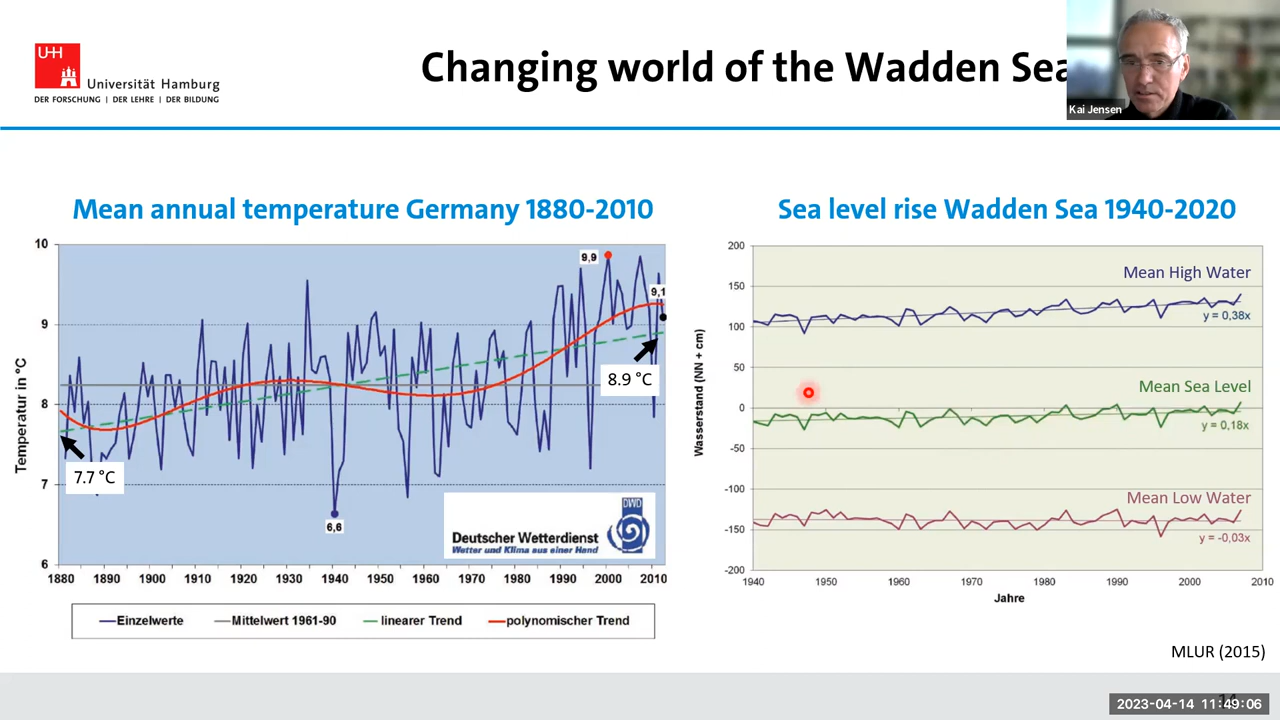 UHH
Universität Hamburg
DER FORSCHUNG | DER LEHRE | DER BILDUNG
Changing world of the Wadden Sea
Kai Jensen
Mean annual temperature Germany 1880-2010
Temperatur in °C
10
9
8
7
6
9,9
9,1
8.9 °C
7.7 °C
6,6
DWD
Deutscher Wetterdienst
Wetter und Klima aus einer Hand
1880 1890 1900 1910 1920 1930 1940 1950 1960 1970 1980 1990 2000 2010
Einzelwerte Mittelwert 1961-90 linearer Trend polynomischer Trend
Sea level rise Wadden Sea 1940-2020
Wasserstand (NN + cm)
200
150
100
50
0
-50
-100
-150
-200
Mean High Water
y = 0,38x
Mean Sea Level
y = 0,18x
Mean Low Water
y = -0,03x
1940 1950 1960 1970 1980 1990 2000 2010
Jahre
MLUR (2015)
14
2023-04-14 11:49:06